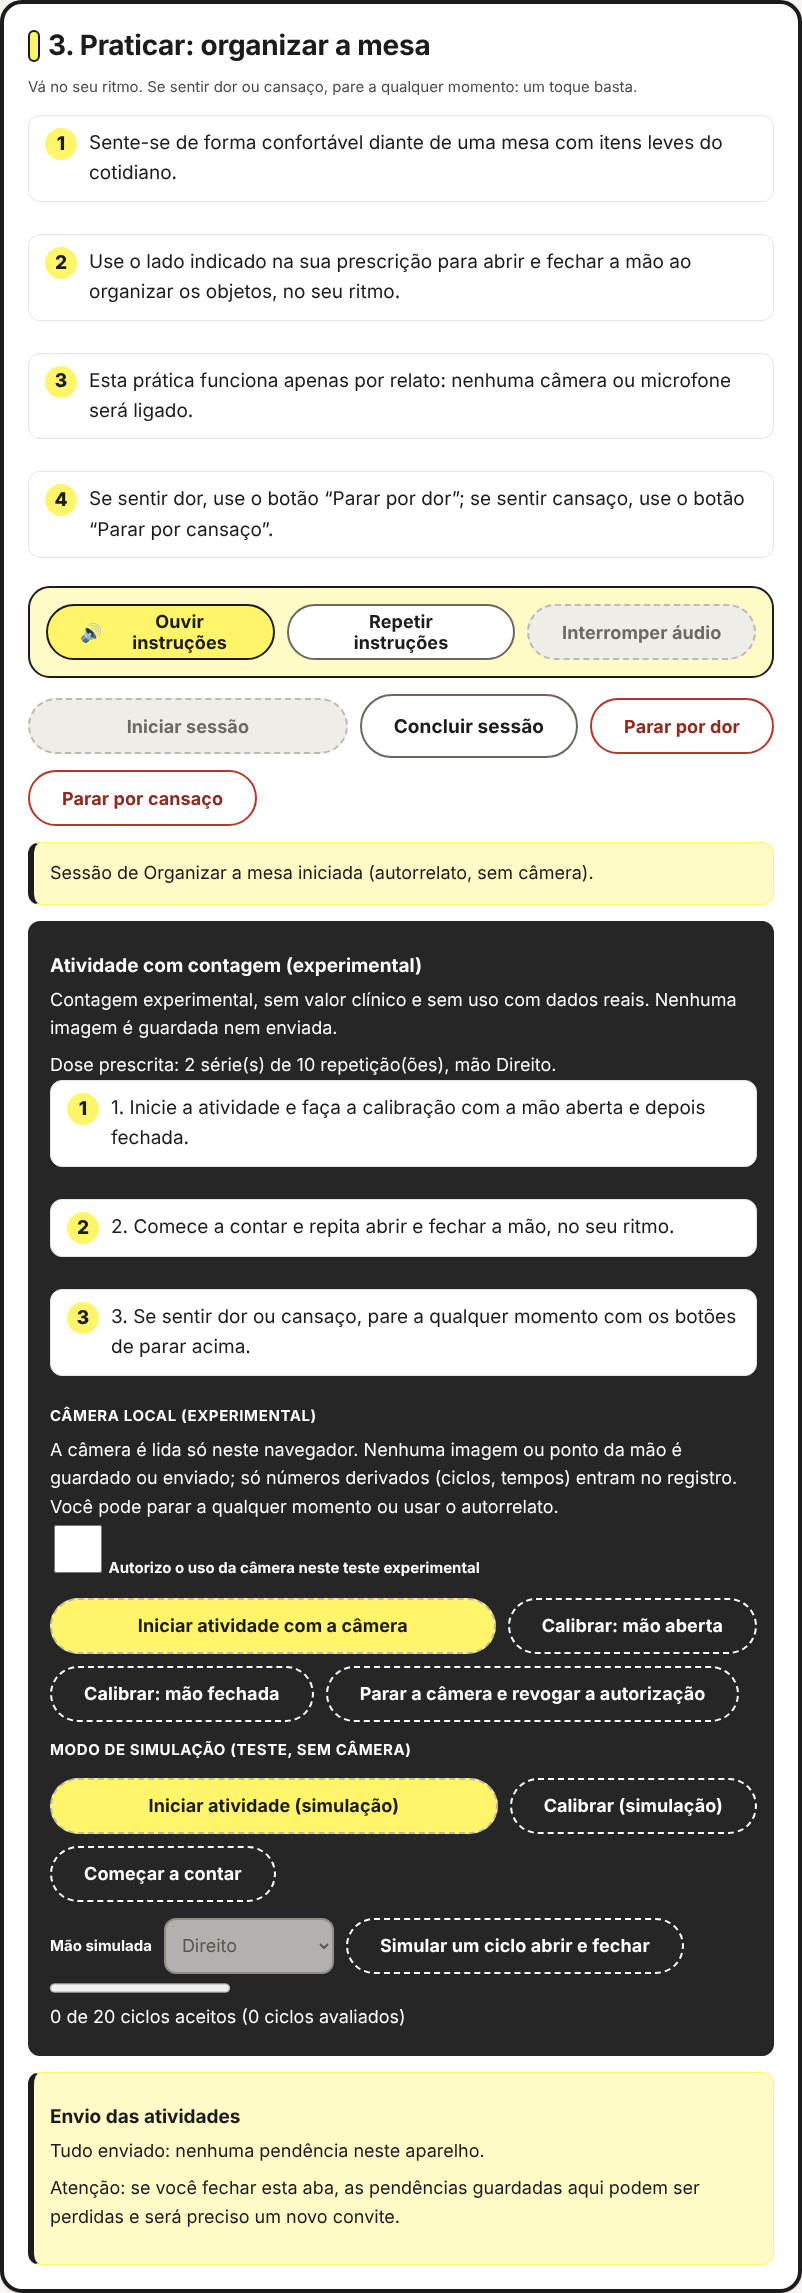 3. Praticar: organizar a mesa
Vá no seu ritmo. Se sentir dor ou cansaço, pare a qualquer momento: um toque basta.
1 Sente-se de forma confortável diante de uma mesa com itens leves do
cotidiano.
2 Use o lado indicado na sua prescrição para abrir e fechar a mão ao
organizar os objetos, no seu ritmo.
3 Esta prática funciona apenas por relato: nenhuma câmera ou microfone
será ligado.
4 Se sentir dor, use o botão “Parar por dor”; se sentir cansaço, use o botão
“Parar por cansaço”.
Ouvir
instruções
Repetir
instruções
Interromper áudio
Iniciar sessão
Concluir sessão
Parar por dor
Parar por cansaço
Sessão de Organizar a mesa iniciada (autorrelato, sem câmera).
Atividade com contagem (experimental)
Contagem experimental, sem valor clínico e sem uso com dados reais. Nenhuma
imagem é guardada nem enviada.
Dose prescrita: 2 série(s) de 10 repetição(ões), mão Direito.
1 1. Inicie a atividade e faça a calibração com a mão aberta e depois
fechada.
2 2. Comece a contar e repita abrir e fechar a mão, no seu ritmo.
3 3. Se sentir dor ou cansaço, pare a qualquer momento com os botões
de parar acima.
CÂMERA LOCAL (EXPERIMENTAL)
A câmera é lida só neste navegador. Nenhuma imagem ou ponto da mão é
guardado ou enviado; só números derivados (ciclos, tempos) entram no registro.
Você pode parar a qualquer momento ou usar o autorrelato.
Autorizo o uso da câmera neste teste experimental
Iniciar atividade com a câmera
Calibrar: mão aberta
Calibrar: mão fechada
Parar a câmera e revogar a autorização
MODO DE SIMULAÇÃO (TESTE, SEM CÂMERA)
Iniciar atividade (simulação)
Calibrar (simulação)
Começar a contar
Mão simulada
Direito
Simular um ciclo abrir e fechar
0 de 20 ciclos aceitos (0 ciclos avaliados)
Envio das atividades
Tudo enviado: nenhuma pendência neste aparelho.
Atenção: se você fechar esta aba, as pendências guardadas aqui podem ser
perdidas e será preciso um novo convite.